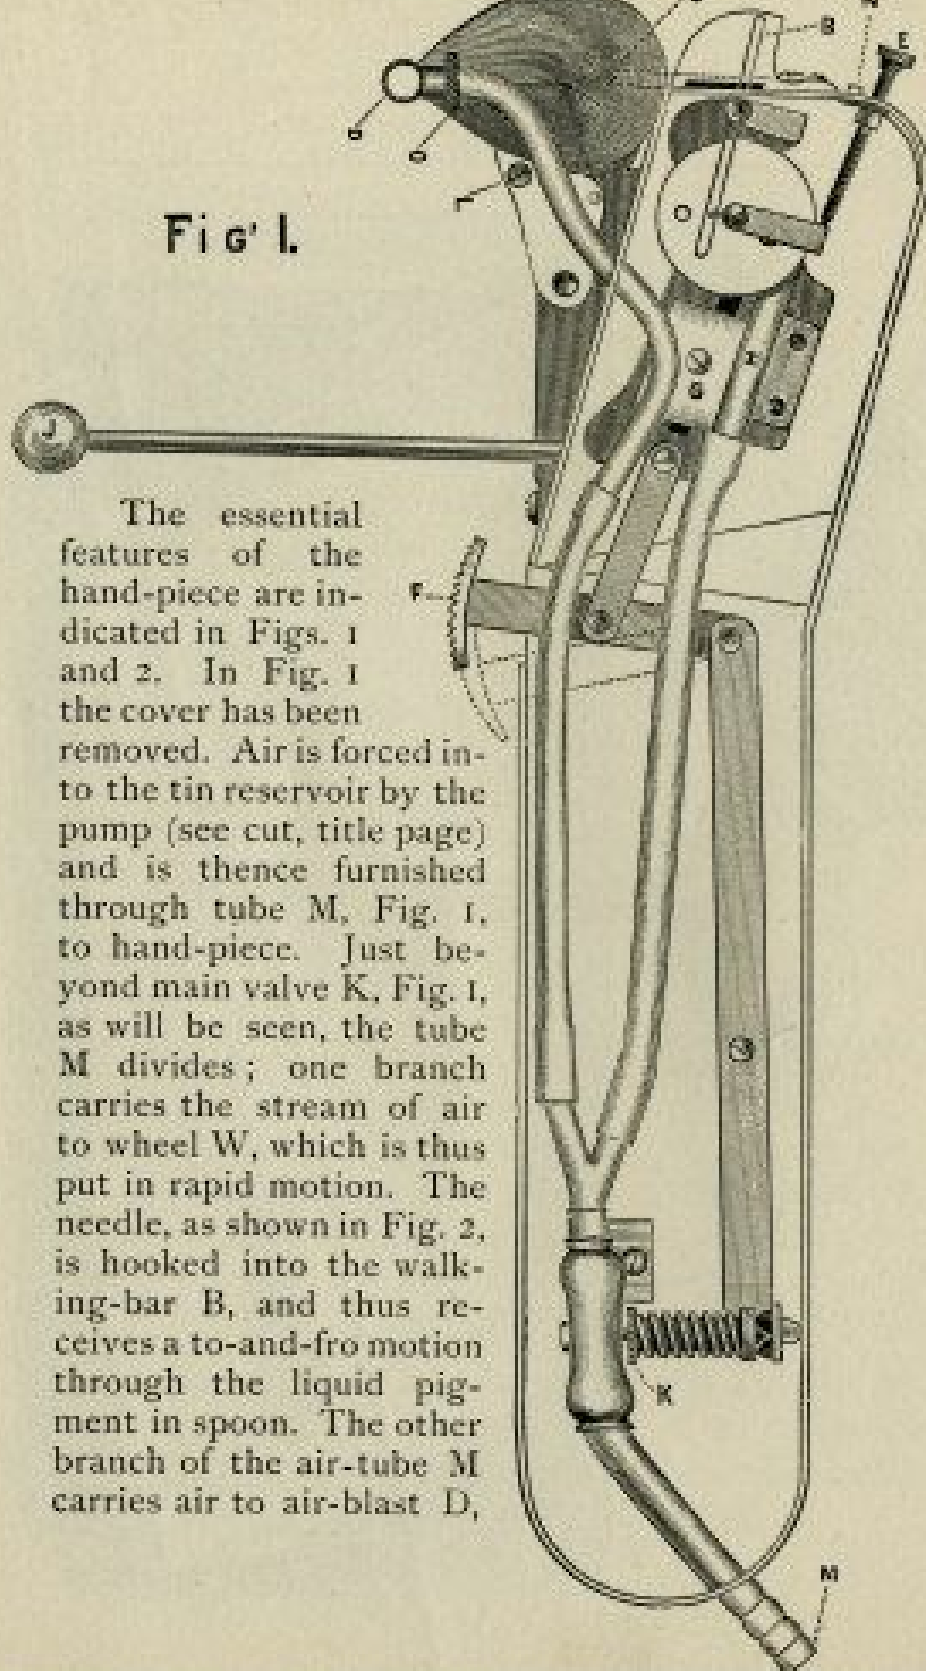 B
E
Fig' 1.
J
The essential
features of the
hand-piece are in-
dicated in Figs. 1
and 2. In Fig. 1
the cover has been
removed. Air is forced in-
to the tin reservoir by the
pump (see cut, title page)
and is thence furnished
through tube M, Fig. 1,
to hand-piece. Just be-
yond main valve K, Fig. 1,
as will be seen, the tube
M divides; one branch
carries the stream of air
to wheel W, which is thus
put in rapid motion. The
needle, as shown in Fig. 2,
is hooked into the walk-
ing-bar B, and thus re-
ceives a to-and-fro motion
through the liquid pig-
ment in spoon. The other
branch of the air-tube M
carries air to air-blast D,
F
K
M